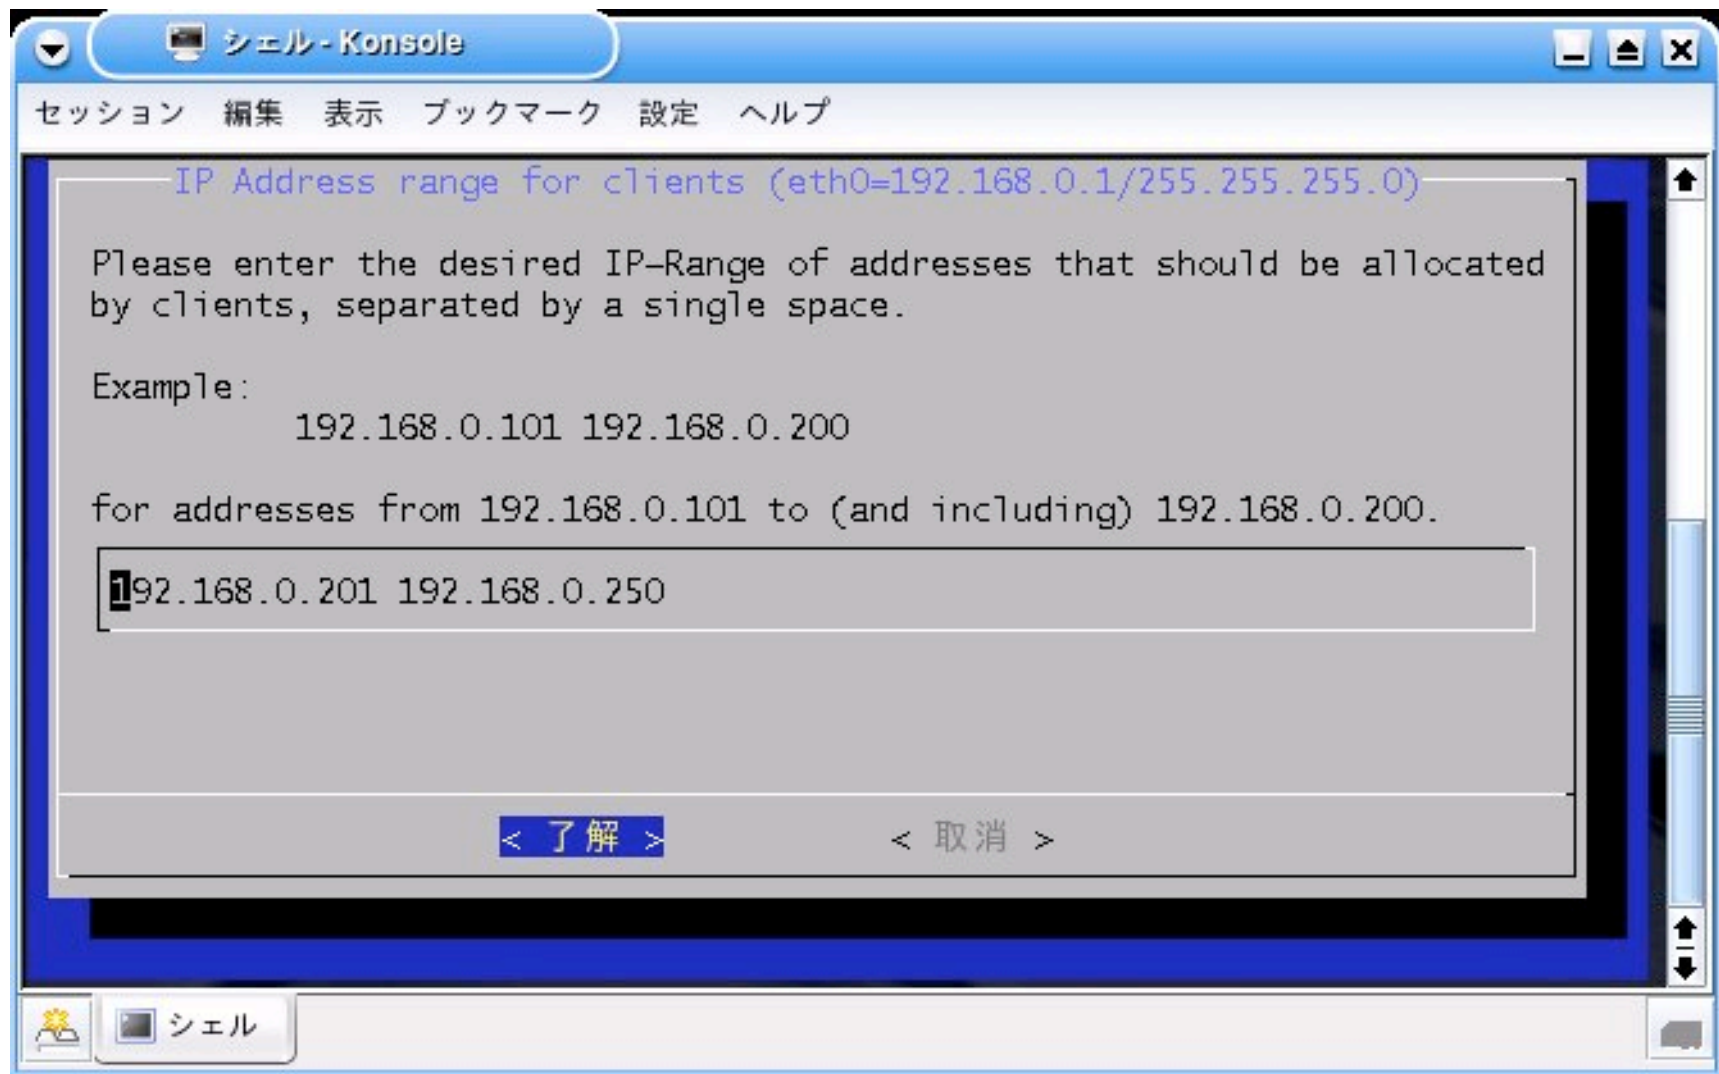 シェル - Konsole
セッション 編集 表示 ブックマーク 設定 ヘルプ
IP Address range for clients (eth0=192.168.0.1/255.255.255.0)
Please enter the desired IP-Range of addresses that should be allocated
by clients, separated by a single space.
Example:
192.168.0.101 192.168.0.200
for addresses from 192.168.0.101 to (and including) 192.168.0.200.
192.168.0.201 192.168.0.250
< 了解 > < 取消 >
シェル